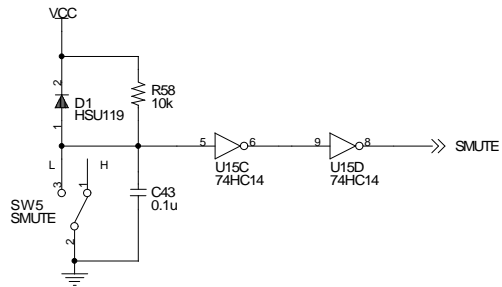 VCC
2
D1
HSU119
1
R58
10k
L
H
3
1
SW5
SMUTE
2
C43
0.1u
5
6
U15C
74HC14
9
8
U15D
74HC14
SMUTE